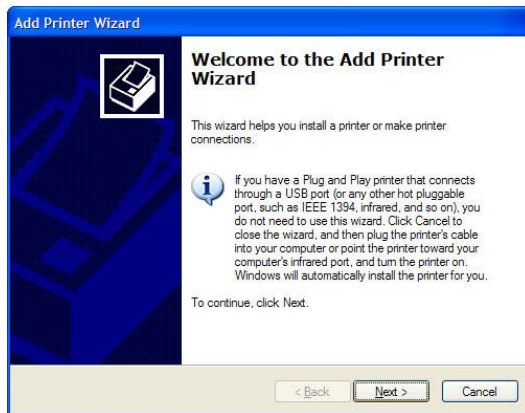 Add Printer Wizard
Welcome to the Add Printer
Wizard
This wizard helps you install a printer or make printer
connections.
If you have a Plug and Play printer that connects
through a USB port (or any other hot pluggable
port, such as IEEE 1394, infrared, and so on), you
do not need to use this wizard. Click Cancel to
close the wizard, and then plug the printer's cable
into your computer or point the printer toward your
computer's infrared port, and turn the printer on.
Windows will automatically install the printer for you.
To continue, click Next.
< Back
Next >
Cancel